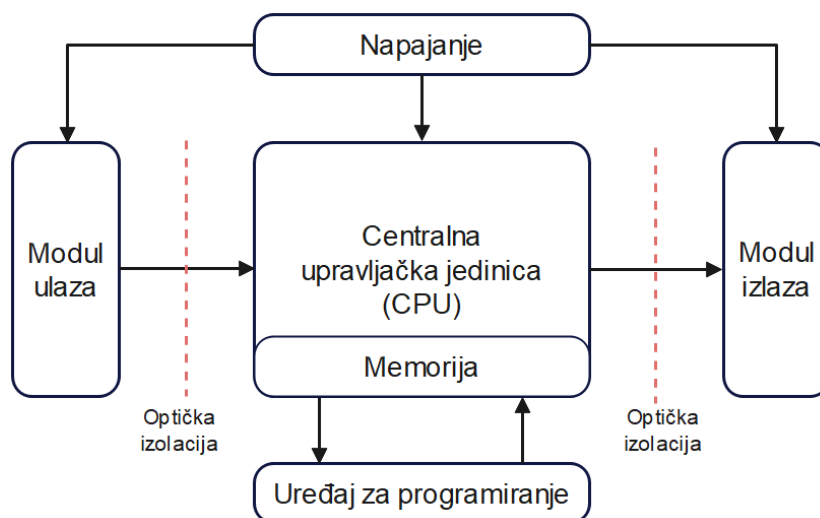 Napajanje
Modul
ulaza
Centralna
upravljačka jedinica
(CPU)
Modul
izlaza
Memorija
Optička
izolacija
Optička
izolacija
Uređaj za programiranje